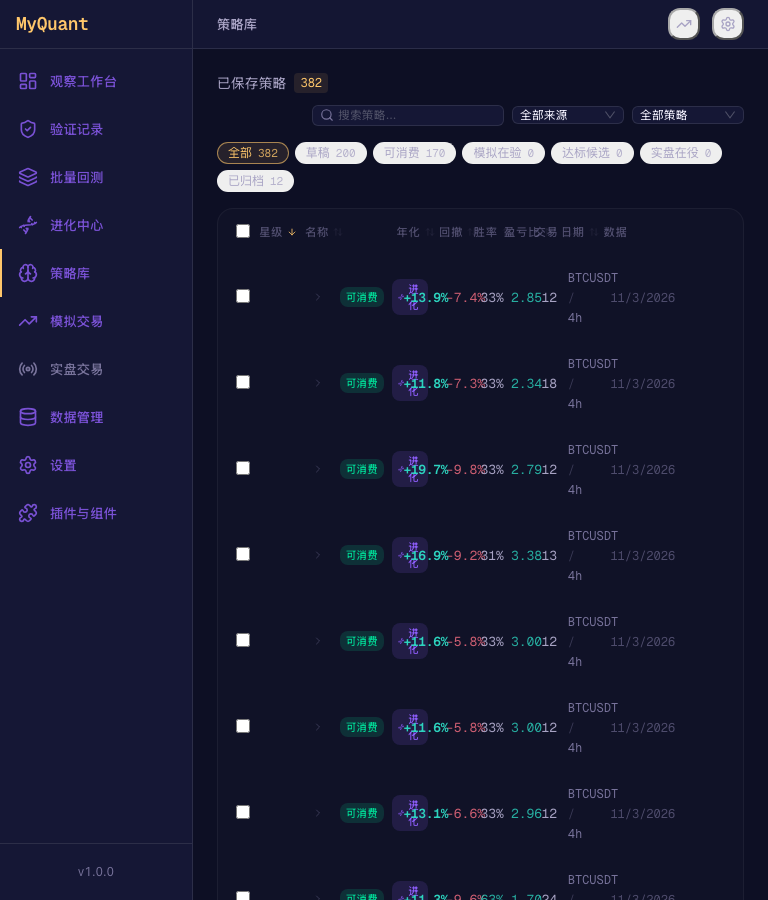 MyQuant
策略库
观察工作台
验证记录
批量回测
进化中心
策略库
模拟交易
实盘交易
数据管理
设置
插件与组件
v1.0.0
已保存策略 382
搜索策略... 全部来源 全部策略
全部 382 草稿 200 可消费 170 模拟在验 0 达标候选 0 实盘在役 0
已归档 12
星级 ↓ 名称 ↑↓ 年化 ↑↓ 回撤 胜率 盈亏比 交易 日期 ↑↓ 数据
可消费 进化 +13.9% -7.4% 33% 2.85 12 BTCUSDT / 4h 11/3/2026
可消费 进化 +11.8% -7.3% 33% 2.34 18 BTCUSDT / 4h 11/3/2026
可消费 进化 +19.7% -9.8% 33% 2.79 12 BTCUSDT / 4h 11/3/2026
可消费 进化 +16.9% -9.2% 31% 3.38 13 BTCUSDT / 4h 11/3/2026
可消费 进化 +11.6% -5.8% 33% 3.00 12 BTCUSDT / 4h 11/3/2026
可消费 进化 +11.6% -5.8% 33% 3.00 12 BTCUSDT / 4h 11/3/2026
可消费 进化 +13.1% -6.6% 33% 2.96 12 BTCUSDT / 4h 11/3/2026
可消费 BTCUSDT 11/3/2026